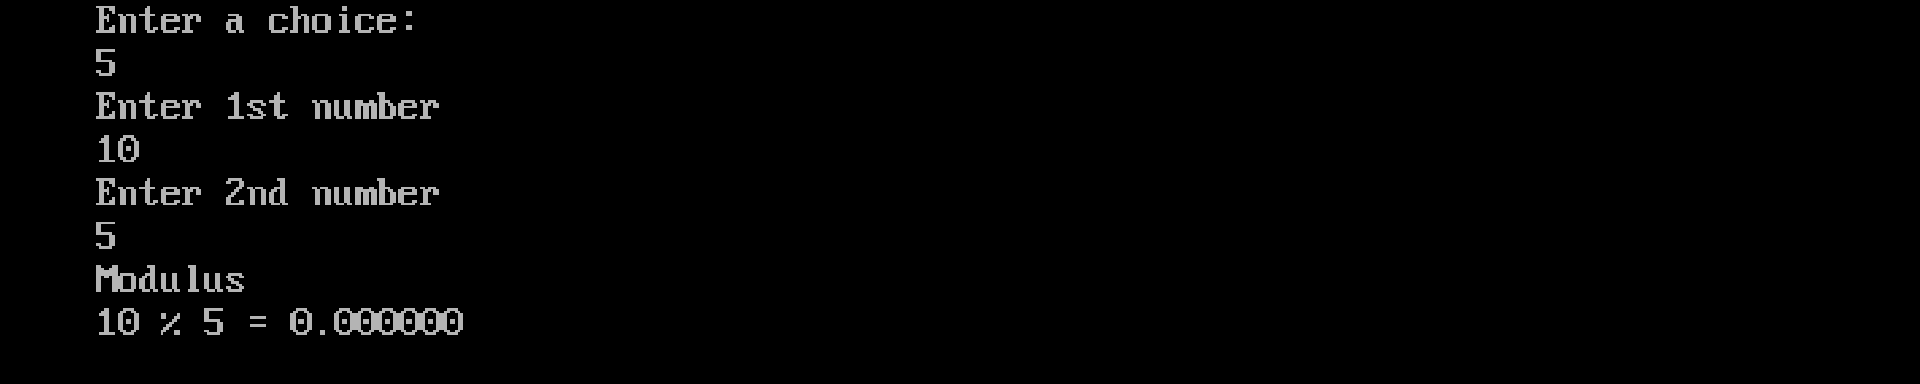 Enter a choice:
5
Enter 1st number
10
Enter 2nd number
5
Modulus
10 % 5 = 0.000000